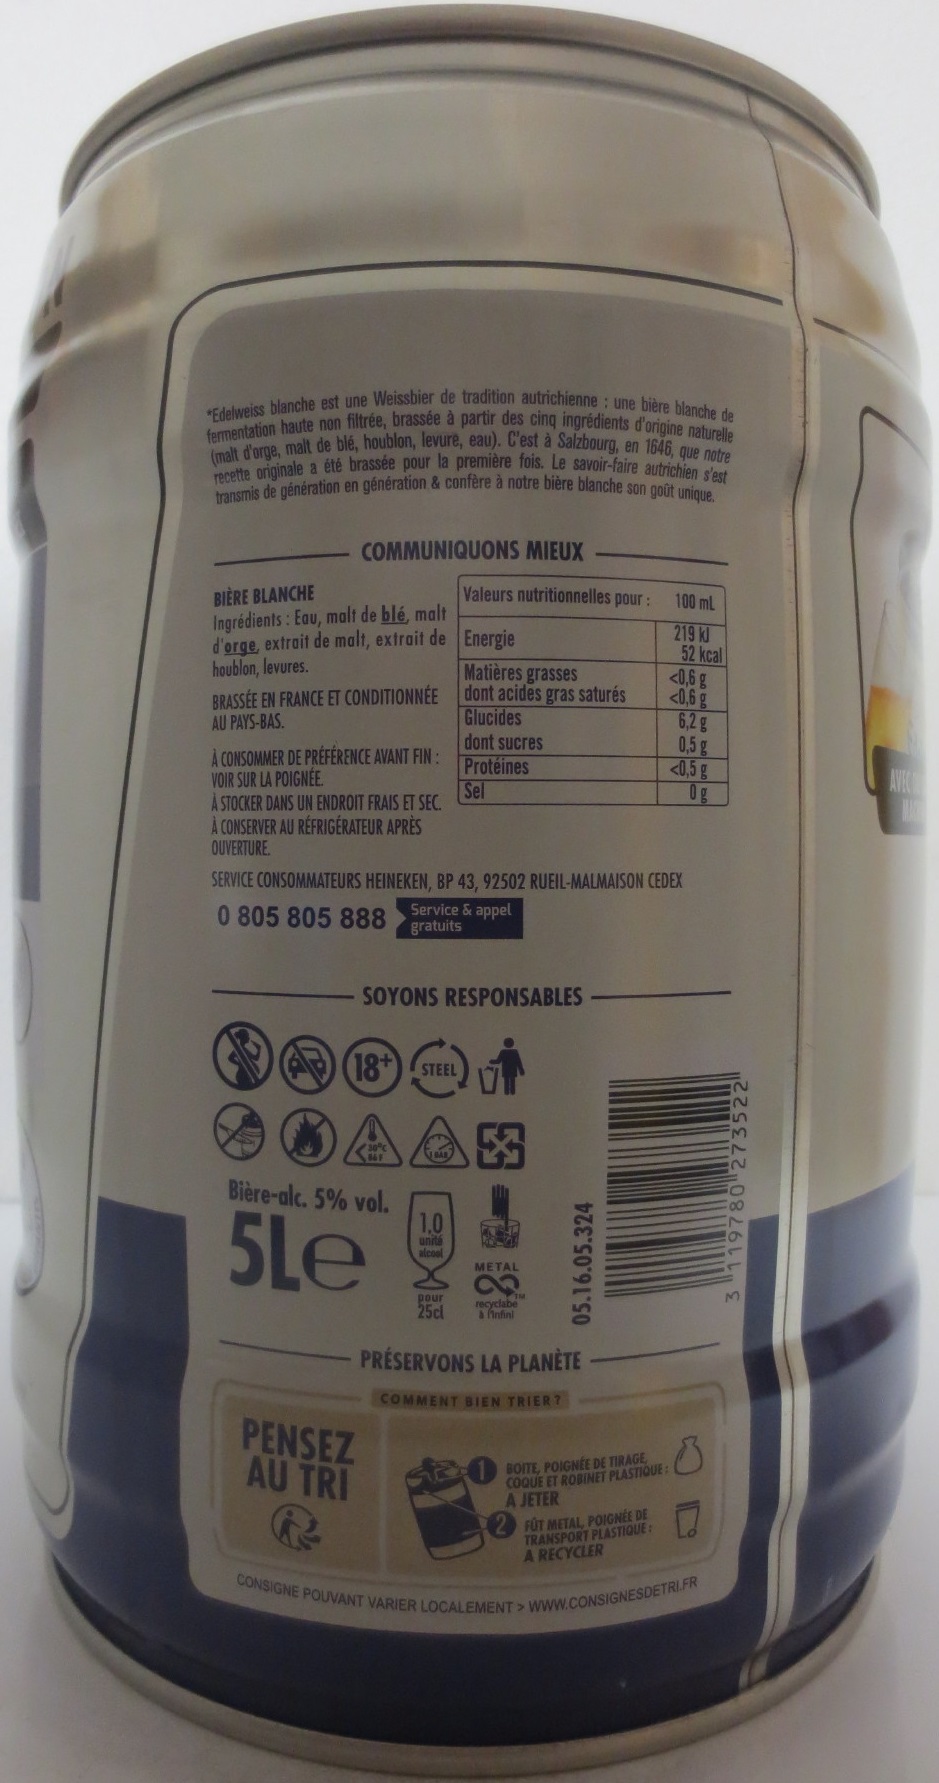 *Edelweiss blanche est une Weissbier de tradition autrichienne : une bière blanche de
fermentation haute non filtrée, brassée à partir des cinq ingrédients d'origine naturelle
(malt d'orge, malt de blé, houblon, levure, eau). C'est à Salzbourg, en 1646, que notre
recette originale a été brassée pour la première fois. Le savoir-faire autrichien s'est
transmis de génération en génération & confère à notre bière blanche son goût unique.
COMMUNIQUONS MIEUX
BIÈRE BLANCHE
Ingrédients : Eau, malt de blé, malt
d'orge, extrait de malt, extrait de
houblon, levures.
BRASSÉE EN FRANCE ET CONDITIONNÉE
AU PAYS-BAS.
À CONSOMMER DE PRÉFÉRENCE AVANT FIN :
VOIR SUR LA POIGNÉE.
À STOCKER DANS UN ENDROIT FRAIS ET SEC.
À CONSERVER AU RÉFRIGÉRATEUR APRÈS
OUVERTURE.
Valeurs nutritionnelles pour : 100 mL
Energie 219 kJ
52 kcal
Matières grasses <0,6 g
dont acides gras saturés <0,6 g
Glucides 6,2 g
dont sucres 0,5 g
Protéines <0,5 g
Sel 0 g
SERVICE CONSOMMATEURS HEINEKEN, BP 43, 92502 RUEIL-MALMAISON CEDEX
0 805 805 888 Service & appel
gratuits
SOYONS RESPONSABLES
18+ STEEL
30°C
86 F
1 BAR
Bière-alc. 5% vol.
5L e
1.0
unité
alcool
pour
25cl
METAL
TM
recyclabe
à l'infini
05.16.05.324
3 119780 273522
PRÉSERVONS LA PLANÈTE
COMMENT BIEN TRIER ?
PENSEZ
AU TRI
1 BOITE, POIGNÉE DE TIRAGE,
COQUE ET ROBINET PLASTIQUE :
A JETER
2 FÛT METAL, POIGNÉE DE
TRANSPORT PLASTIQUE :
A RECYCLER
CONSIGNE POUVANT VARIER LOCALEMENT > WWW.CONSIGNESDETRI.FR
AVEC